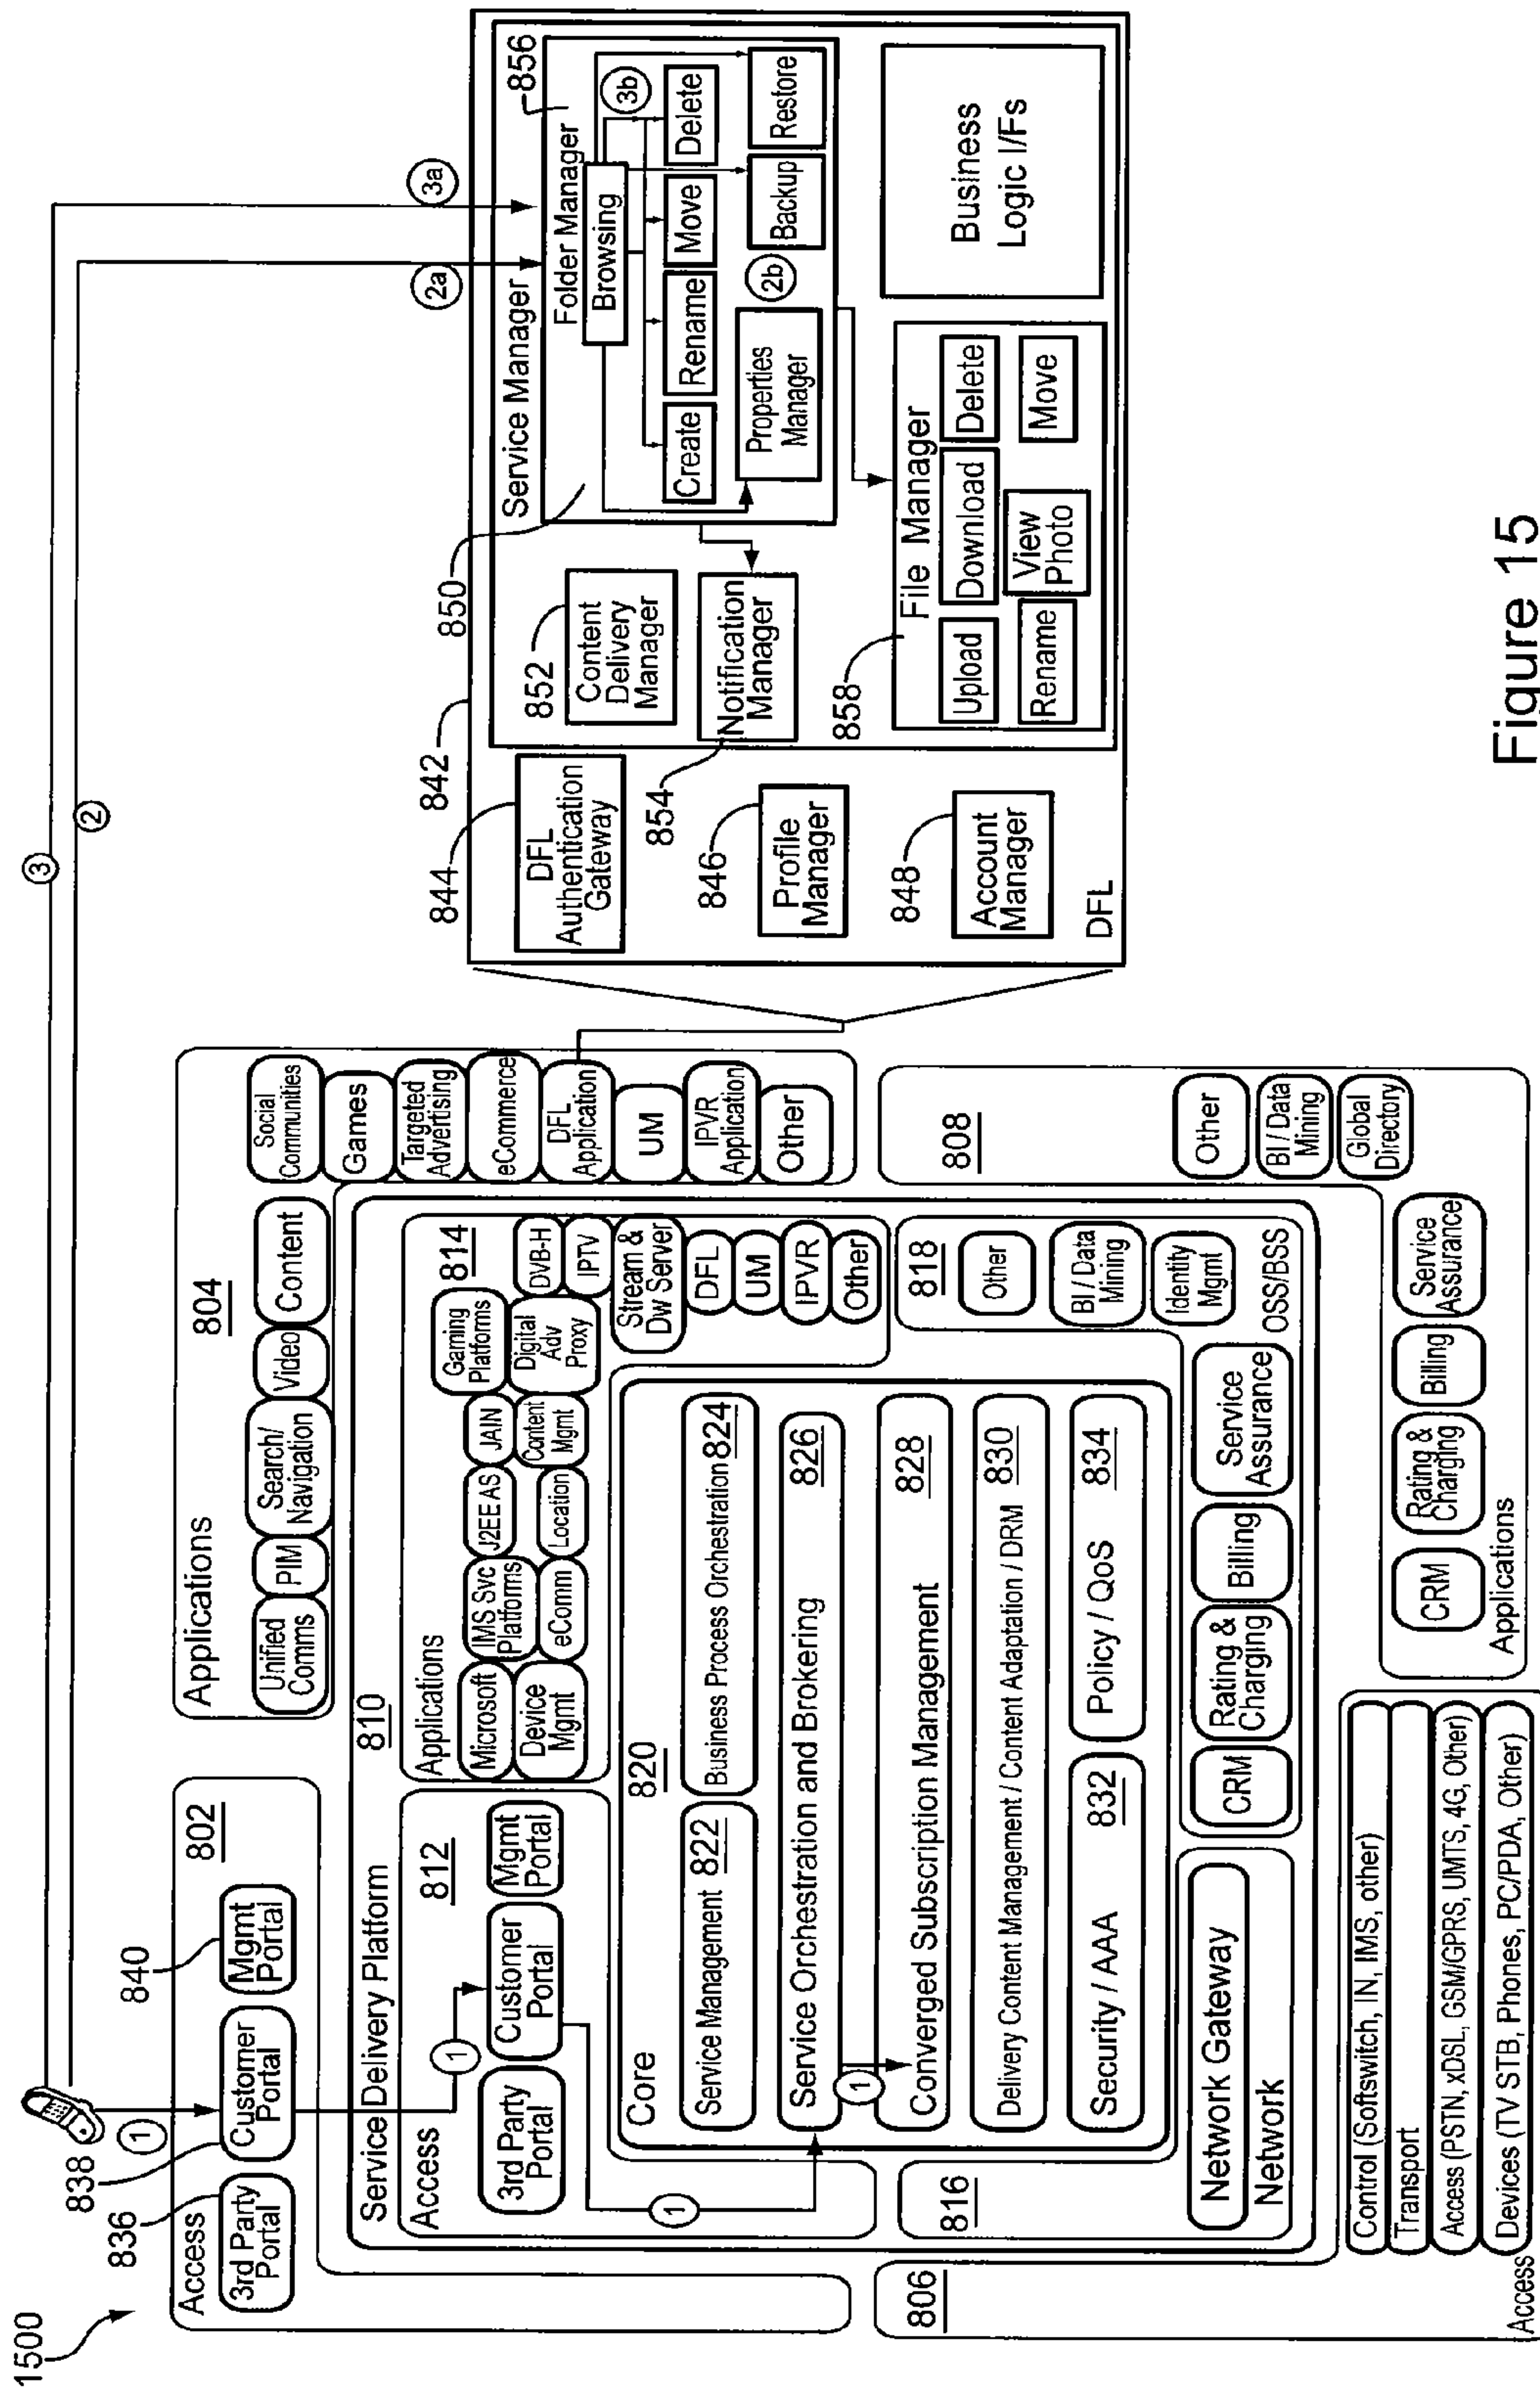 1500
3
2
1
Access
802
836
3rd Party
Portal
838
Customer
Portal
840
Mgmt
Portal
Applications
804
Unified
Comms
PIM
Search/
Navigation
Video
Content
Social
Communities
Games
Targeted
Advertising
eCommerce
DFL
Application
UM
IPVR
Application
Other
Service Delivery Platform
810
Access
812
3rd Party
Portal
1
Customer
Portal
Mgmt
Portal
1
Applications
814
Microsoft
IMS Svc
Platforms
J2EE AS
JAIN
Gaming
Platforms
Device
Mgmt
eComm
Location
Content
Mgmt
Digital
Adv
Proxy
DVB-H
IPTV
Stream &
Dw Server
DFL
UM
IPVR
Other
Core
820
Service Management 822
Business Process Orchestration 824
Service Orchestration and Brokering
826
1
Converged Subscription Management
828
Delivery Content Management / Content Adaptation / DRM
830
Security / AAA
832
Policy / QoS
834
816
Network Gateway
Network
818
Other
BI / Data
Mining
Identity
Mgmt
CRM
Rating &
Charging
Billing
Service
Assurance
OSS/BSS
806
Control (Softswitch, IN, IMS, other)
Transport
Access (PSTN, xDSL, GSM/GPRS, UMTS, 4G, Other)
Devices (TV STB, Phones, PC/PDA, Other)
Access
808
Other
BI / Data
Mining
Global
Directory
CRM
Rating &
Charging
Billing
Service
Assurance
Applications
842
844
DFL
Authentication
Gateway
846
Profile
Manager
848
Account
Manager
DFL
850
2a
3a
Service Manager
852
Content
Delivery
Manager
854
Notification
Manager
856
Folder Manager
Browsing
3b
Create
Rename
Move
Delete
Properties
Manager
2b
Backup
Restore
858
File Manager
Upload
Download
Delete
Rename
View
Photo
Move
Business
Logic I/Fs
Figure 15